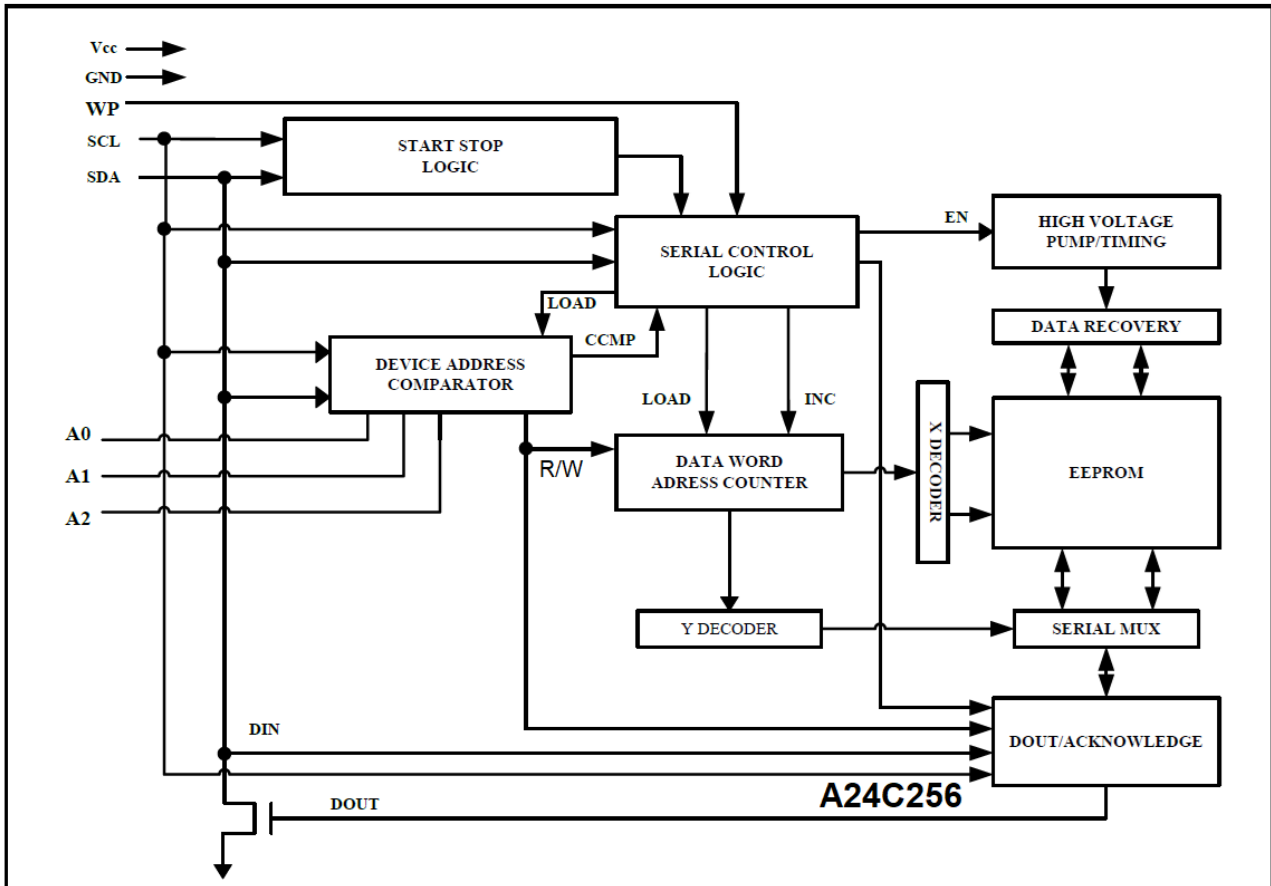 Vcc
GND
WP
SCL
SDA
START STOP
LOGIC
SERIAL CONTROL
LOGIC
EN
HIGH VOLTAGE
PUMP/TIMING
DATA RECOVERY
LOAD
CCMP
DEVICE ADDRESS
COMPARATOR
LOAD
INC
A0
A1
A2
R/W
DATA WORD
ADRESS COUNTER
X DECODER
EEPROM
Y DECODER
SERIAL MUX
DIN
DOUT/ACKNOWLEDGE
A24C256
DOUT